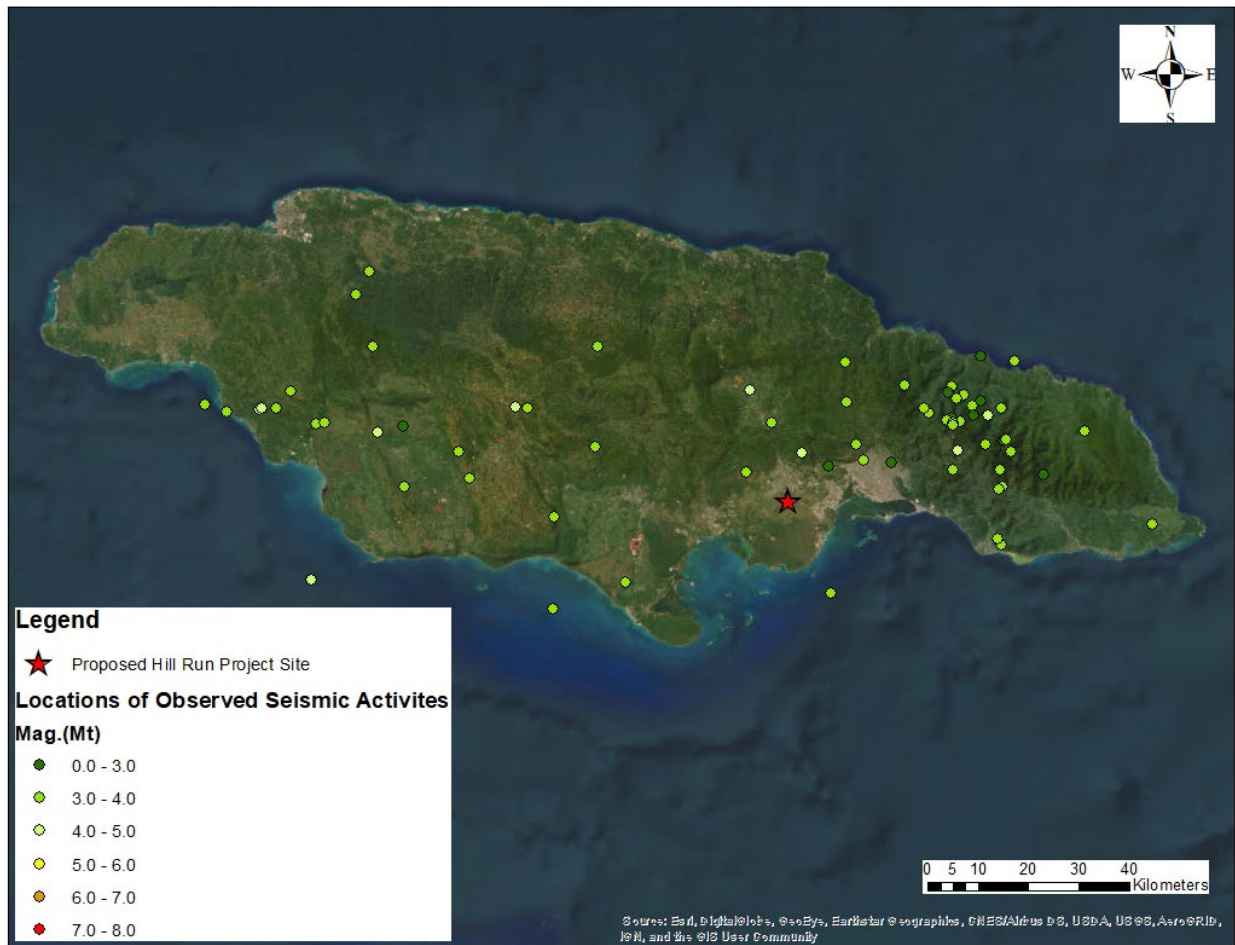 N
W E
S
Legend
Proposed Hill Run Project Site
Locations of Observed Seismic Activites
Mag.(Mt)
0.0 - 3.0
3.0 - 4.0
4.0 - 5.0
5.0 - 6.0
6.0 - 7.0
7.0 - 8.0
0 5 10 20 30 40
Kilometers
Source: Esri, DigitalGlobe, GeoEye, Earthstar Geographics, CNES/Airbus DS, USDA, USGS, AeroGRID,
IGN, and the GIS User Community